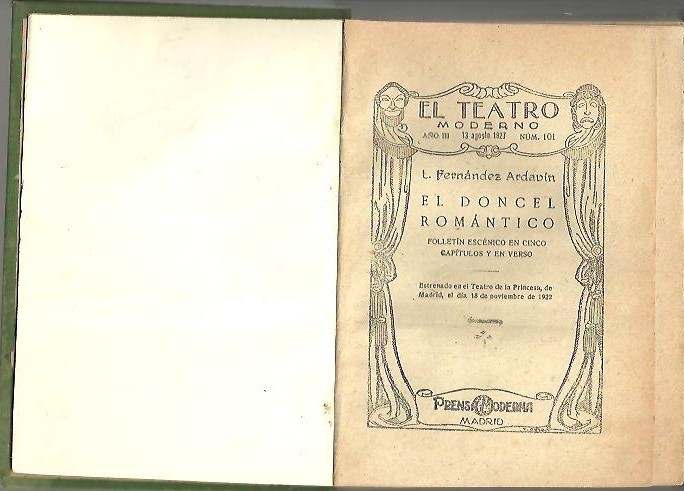 EL TEATRO
MODERNO
AÑO III 13 agosto 1927 NÚM. 101
L. Fernández Ardavín
EL DONCEL
ROMÁNTICO
FOLLETÍN ESCÉNICO EN CINCO
CAPÍTULOS Y EN VERSO
Estrenado en el Teatro de la Princesa, de
Madrid, el día 18 de noviembre de 1922
PRENSA MODERNA
MADRID